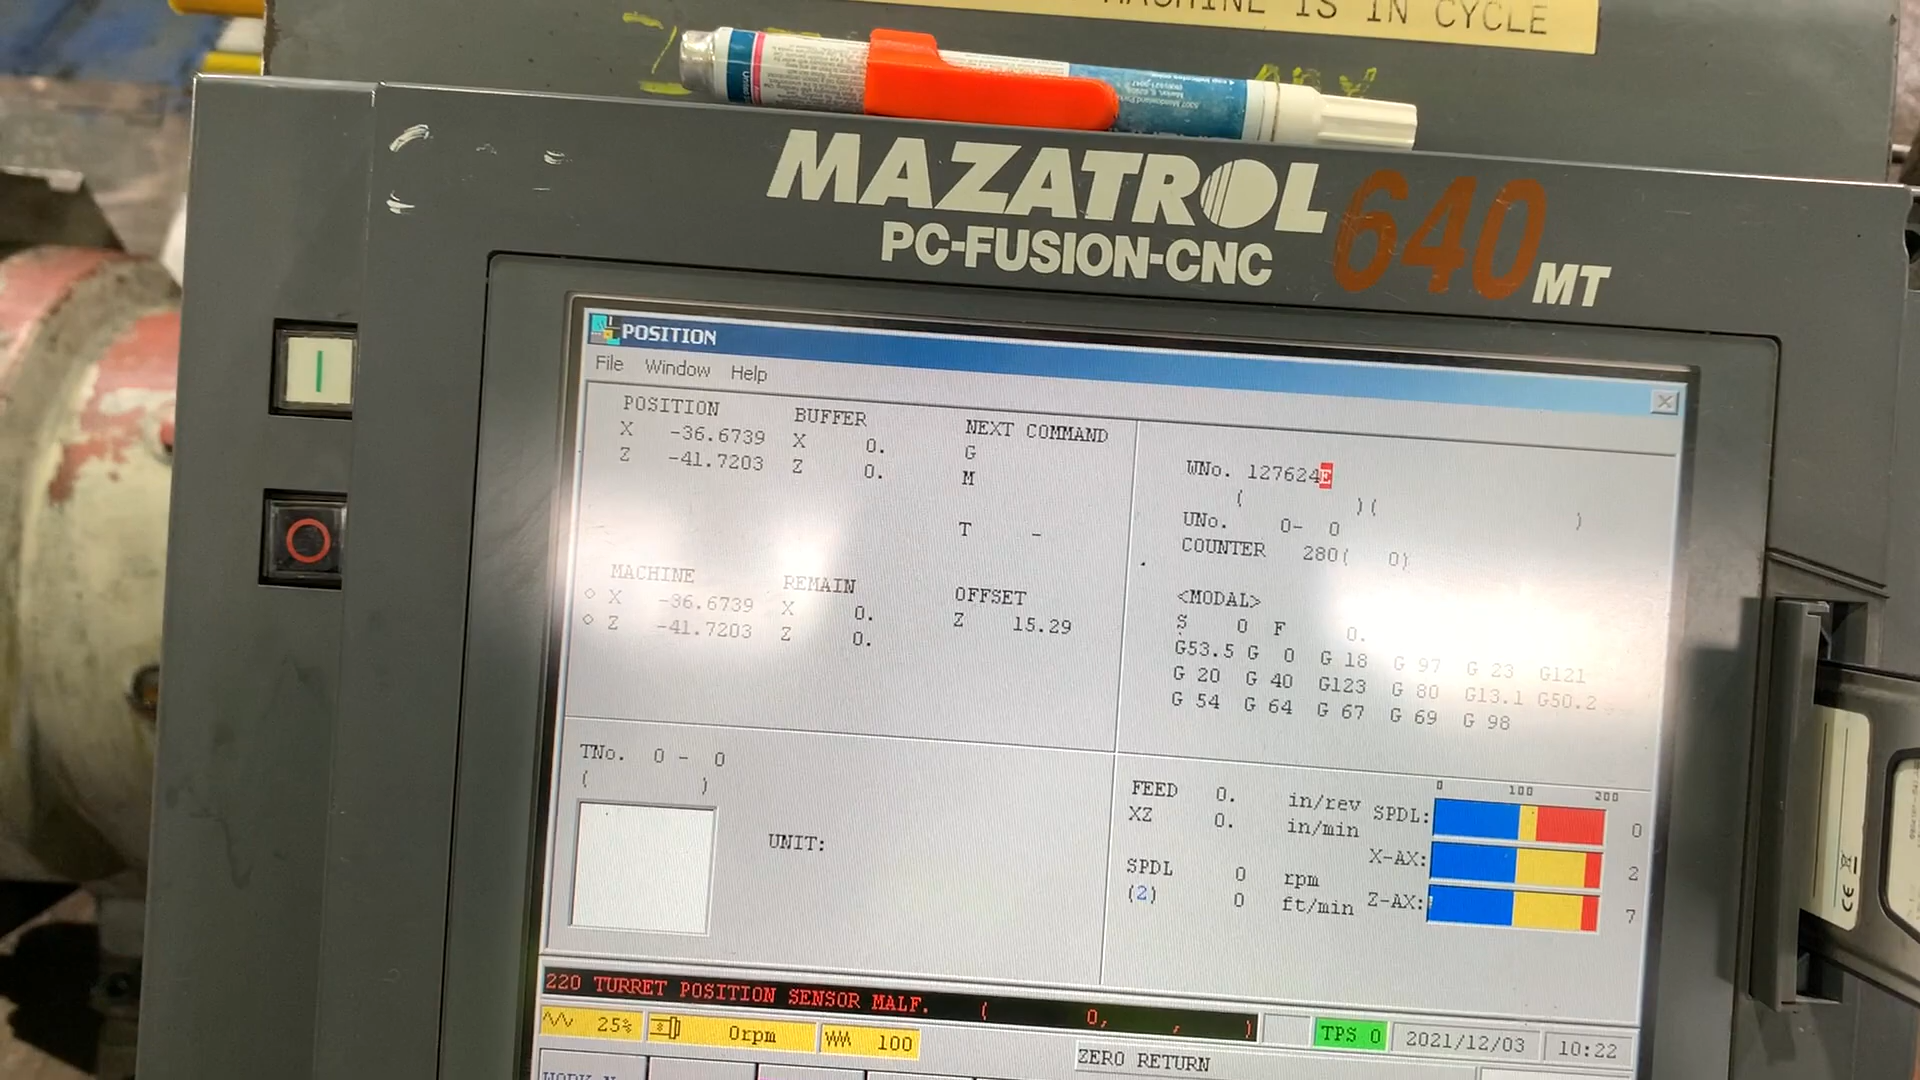 MACHINE IS IN CYCLE
MAZATROL 640 MT
PC-FUSION-CNC
POSITION
File Window Help
POSITION BUFFER NEXT COMMAND
X -36.6739 X 0. G
Z -41.7203 Z 0. M
T -
MACHINE REMAIN OFFSET
◇ X -36.6739 X 0. Z 15.29
◇ Z -41.7203 Z 0.
WNo. 127624E
( )( )
UNo. 0- 0
COUNTER 280( 0)
<MODAL>
S 0 F 0.
G53.5 G 0 G 18 G 97 G 23 G121
G 20 G 40 G123 G 80 G13.1 G50.2
G 54 G 64 G 67 G 69 G 98
TNo. 0 - 0
( )
UNIT:
FEED 0. in/rev
XZ 0. in/min
SPDL 0 rpm
(2) 0 ft/min
0 100 200
SPDL: 0
X-AX: 2
Z-AX: 7
220 TURRET POSITION SENSOR MALF. ( 0, , )
25% 0rpm 100 TPS 0 2021/12/03 10:22
ZERO RETURN